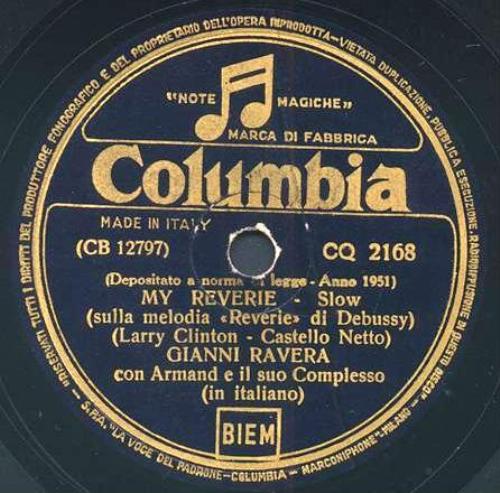 «RISERVATI TUTTI I DIRITTI DEL PRODUTTORE FONOGRAFICO E DEL PROPRIETARIO DELL'OPERA RIPRODOTTA-VIETATA DUPLICAZIONE, PUBBLICA ESECUZIONE, RADIODIFFUSIONE DI QUESTO DISCO»
"NOTE MAGICHE"
MARCA DI FABBRICA
Columbia
MADE IN ITALY
(CB 12797) CQ 2168
(Depositato a norma di legge - Anno 1951)
MY REVERIE - Slow
(sulla melodia «Reverie» di Debussy)
(Larry Clinton - Castello Netto)
GIANNI RAVERA
con Armand e il suo Complesso
(in italiano)
BIEM
- S.P.A. "LA VOCE DEL PADRONE-COLUMBIA - MARCONIPHONE"-MILANO -